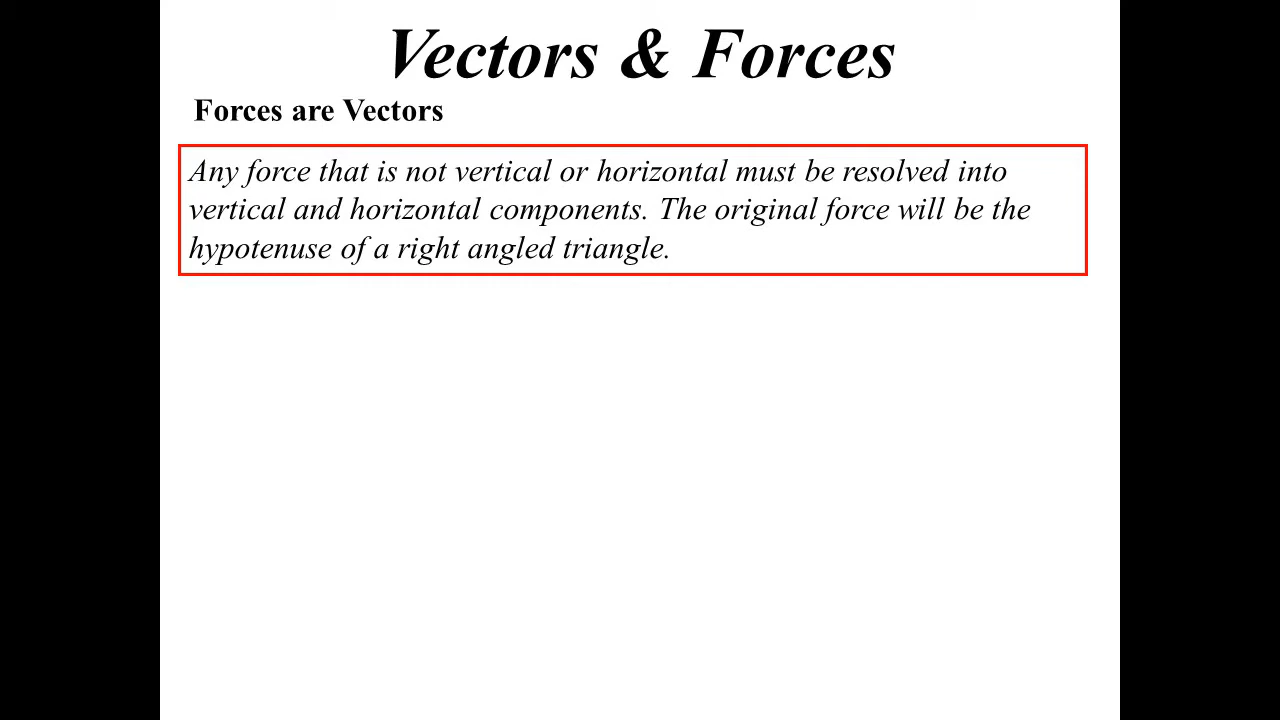 Vectors & Forces
Forces are Vectors
Any force that is not vertical or horizontal must be resolved into
vertical and horizontal components. The original force will be the
hypotenuse of a right angled triangle.